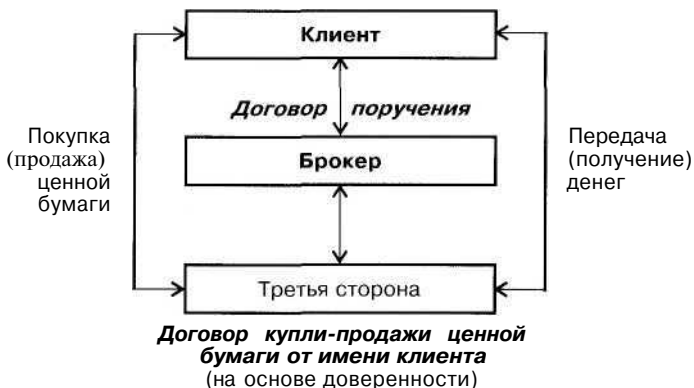 Клиент
Договор поручения
Покупка
(продажа)
ценной
бумаги
Брокер
Передача
(получение)
денег
Третья сторона
Договор купли-продажи ценной
бумаги от имени клиента
(на основе доверенности)